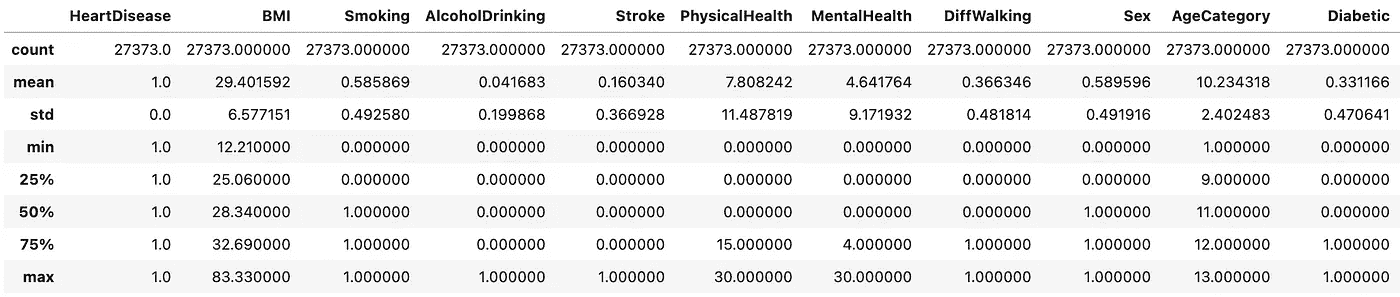 HeartDisease BMI Smoking AlcoholDrinking Stroke PhysicalHealth MentalHealth DiffWalking Sex AgeCategory Diabetic
count 27373.0 27373.000000 27373.000000 27373.000000 27373.000000 27373.000000 27373.000000 27373.000000 27373.000000 27373.000000 27373.000000
mean 1.0 29.401592 0.585869 0.041683 0.160340 7.808242 4.641764 0.366346 0.589596 10.234318 0.331166
std 0.0 6.577151 0.492580 0.199868 0.366928 11.487819 9.171932 0.481814 0.491916 2.402483 0.470641
min 1.0 12.210000 0.000000 0.000000 0.000000 0.000000 0.000000 0.000000 0.000000 1.000000 0.000000
25% 1.0 25.060000 0.000000 0.000000 0.000000 0.000000 0.000000 0.000000 0.000000 9.000000 0.000000
50% 1.0 28.340000 1.000000 0.000000 0.000000 0.000000 0.000000 0.000000 1.000000 11.000000 0.000000
75% 1.0 32.690000 1.000000 0.000000 0.000000 15.000000 4.000000 1.000000 1.000000 12.000000 1.000000
max 1.0 83.330000 1.000000 1.000000 1.000000 30.000000 30.000000 1.000000 1.000000 13.000000 1.000000